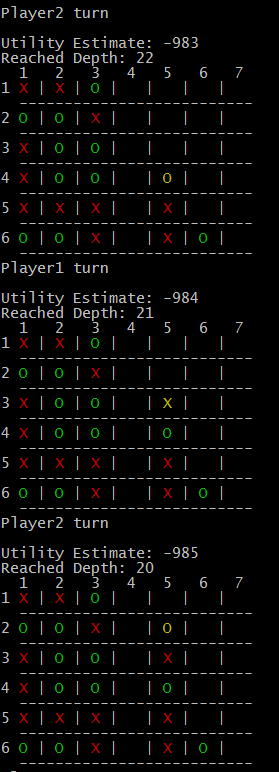 Player2 turn
Utility Estimate: -983
Reached Depth: 22
1 2 3 4 5 6 7
1 X | X | O | | | |
-----------------------------
2 O | O | X | | | |
-----------------------------
3 X | O | O | | | |
-----------------------------
4 X | O | O | | O | |
-----------------------------
5 X | X | X | | X | |
-----------------------------
6 O | O | X | | X | O |
-----------------------------
Player1 turn
Utility Estimate: -984
Reached Depth: 21
1 2 3 4 5 6 7
1 X | X | O | | | |
-----------------------------
2 O | O | X | | | |
-----------------------------
3 X | O | O | | X | |
-----------------------------
4 X | O | O | | O | |
-----------------------------
5 X | X | X | | X | |
-----------------------------
6 O | O | X | | X | O |
-----------------------------
Player2 turn
Utility Estimate: -985
Reached Depth: 20
1 2 3 4 5 6 7
1 X | X | O | | | |
-----------------------------
2 O | O | X | | O | |
-----------------------------
3 X | O | O | | X | |
-----------------------------
4 X | O | O | | O | |
-----------------------------
5 X | X | X | | X | |
-----------------------------
6 O | O | X | | X | O |
-----------------------------